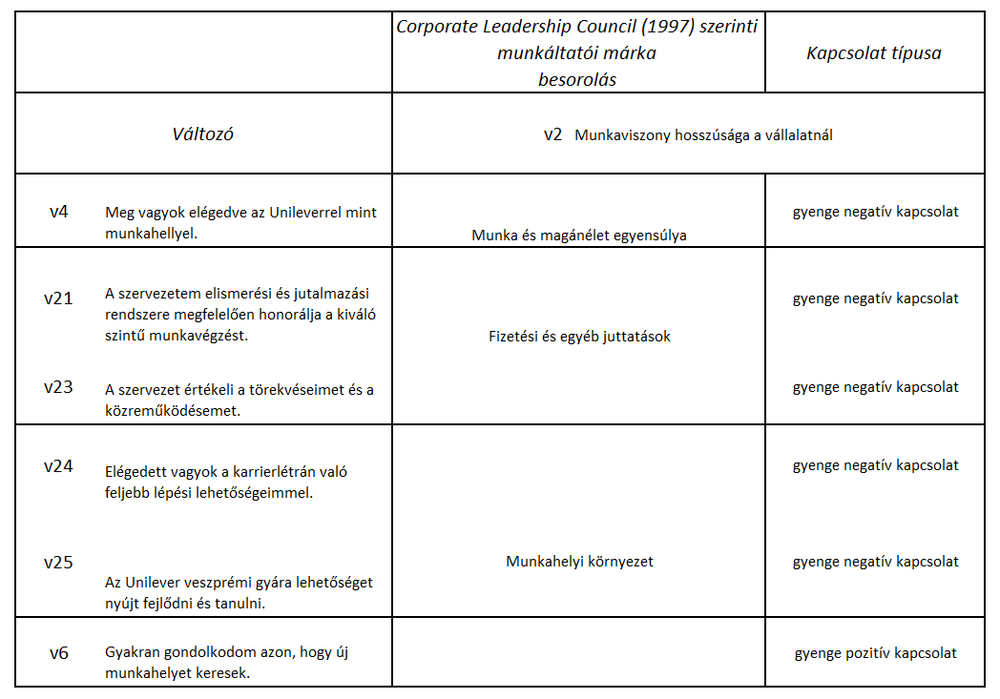 Corporate Leadership Council (1997) szerinti
munkáltatói márka
besorolás
Kapcsolat típusa
Változó
v2 Munkaviszony hosszúsága a vállalatnál
v4
Meg vagyok elégedve az Unileverrel mint
munkahellyel.
Munka és magánélet egyensúlya
gyenge negatív kapcsolat
v21
A szervezetem elismerési és jutalmazási
rendszere megfelelően honorálja a kiváló
szintű munkavégzést.
Fizetési és egyéb juttatások
gyenge negatív kapcsolat
v23
A szervezet értékeli a törekvéseimet és a
közreműködésemet.
gyenge negatív kapcsolat
v24
Elégedett vagyok a karrierlétrán való
feljebb lépési lehetőségeimmel.
gyenge negatív kapcsolat
v25
Az Unilever veszprémi gyára lehetőséget
nyújt fejlődni és tanulni.
Munkahelyi környezet
gyenge negatív kapcsolat
v6
Gyakran gondolkodom azon, hogy új
munkahelyet keresek.
gyenge pozitív kapcsolat